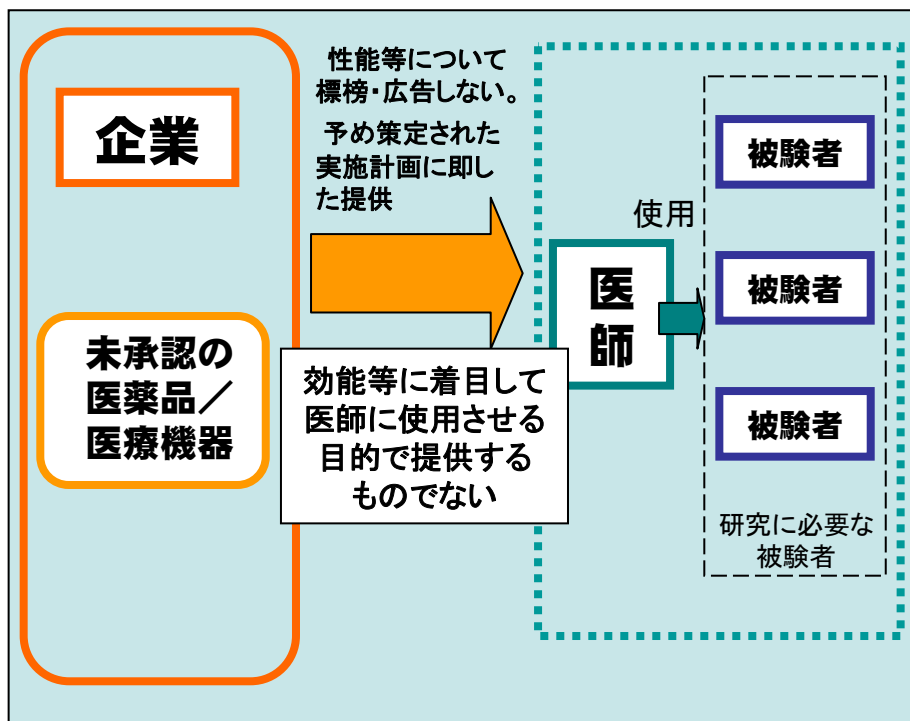 企業
未承認の
医薬品／
医療機器
性能等について
標榜・広告しない。
予め策定された
実施計画に即し
た提供
効能等に着目して
医師に使用させる
目的で提供する
ものでない
医
師
使用
被験者
被験者
被験者
研究に必要な
被験者